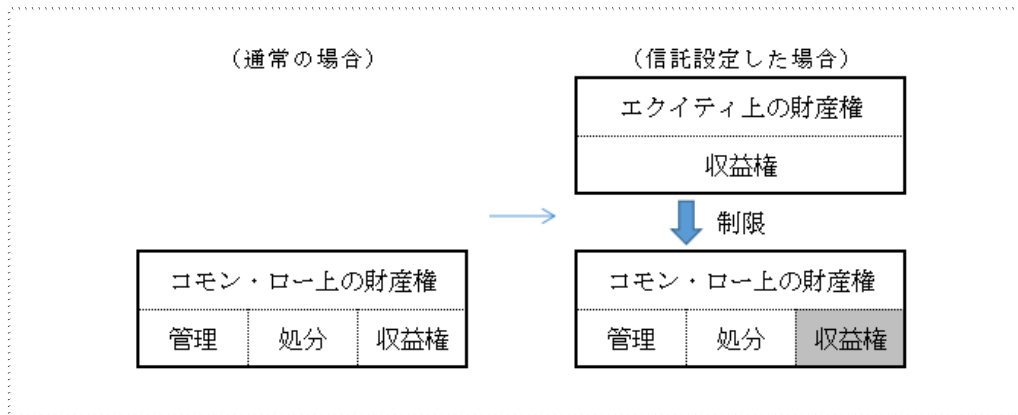 （通常の場合）
（信託設定した場合）
エクイティ上の財産権
収益権
制限
コモン・ロー上の財産権
管理 処分 収益権
コモン・ロー上の財産権
管理 処分 収益権